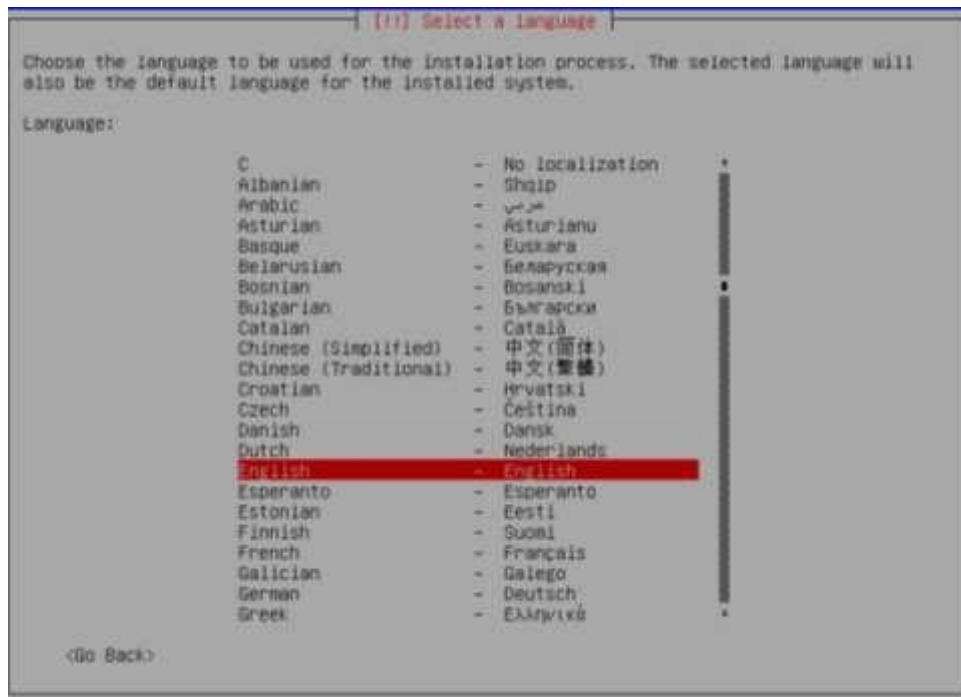 [!!] Select a language
Choose the language to be used for the installation process. The selected language will
also be the default language for the installed system.
Language:
C - No localization
Albanian - Shqip
Arabic - عربي
Asturian - Asturianu
Basque - Euskara
Belarusian - Беларуская
Bosnian - Bosanski
Bulgarian - Български
Catalan - Català
Chinese (Simplified) - 中文(简体)
Chinese (Traditional) - 中文(繁體)
Croatian - Hrvatski
Czech - Čeština
Danish - Dansk
Dutch - Nederlands
English - English
Esperanto - Esperanto
Estonian - Eesti
Finnish - Suomi
French - Français
Galician - Galego
German - Deutsch
Greek - Ελληνικά
<Go Back>